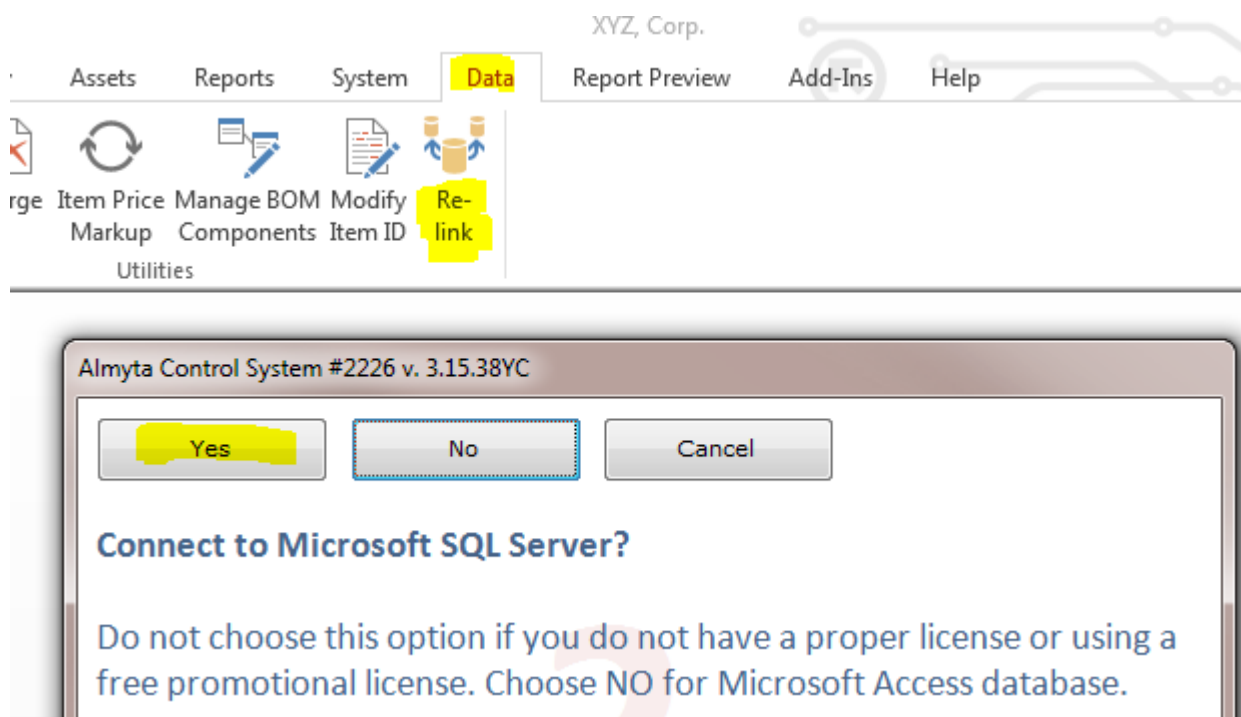 XYZ, Corp.
Assets Reports System Data Report Preview Add-Ins Help
rge Item Price Manage BOM Modify Re-
Markup Components Item ID link
Utilities
Almyta Control System #2226 v. 3.15.38YC
Yes No Cancel
Connect to Microsoft SQL Server?
Do not choose this option if you do not have a proper license or using a
free promotional license. Choose NO for Microsoft Access database.